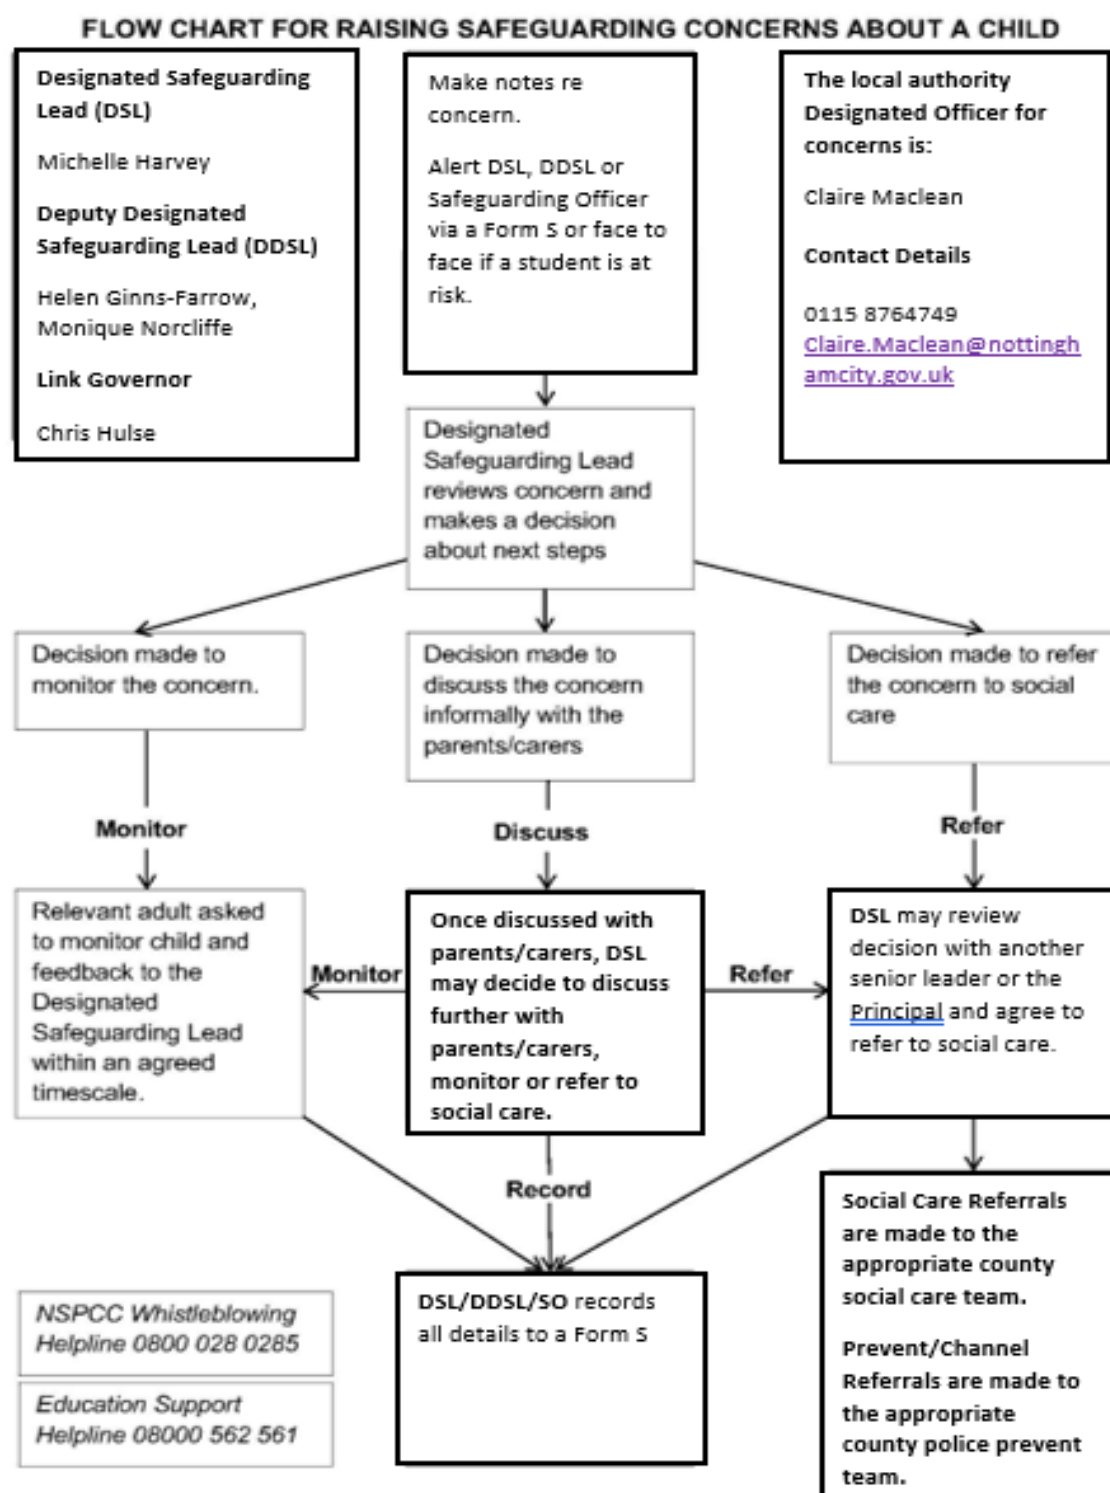 FLOW CHART FOR RAISING SAFEGUARDING CONCERNS ABOUT A CHILD
Designated Safeguarding
Lead (DSL)
Michelle Harvey
Deputy Designated
Safeguarding Lead (DDSL)
Helen Ginns-Farrow,
Monique Norcliffe
Link Governor
Chris Hulse
Make notes re
concern.
Alert DSL, DDSL or
Safeguarding Officer
via a Form S or face to
face if a student is at
risk.
The local authority
Designated Officer for
concerns is:
Claire Maclean
Contact Details
0115 8764749
Claire.Maclean@nottingh
amcity.gov.uk
Designated
Safeguarding Lead
reviews concern and
makes a decision
about next steps
Decision made to
monitor the concern.
Decision made to
discuss the concern
informally with the
parents/carers
Decision made to refer
the concern to social
care
Monitor
Discuss
Refer
Relevant adult asked
to monitor child and
feedback to the
Designated
Safeguarding Lead
within an agreed
timescale.
Monitor
Once discussed with
parents/carers, DSL
may decide to discuss
further with
parents/carers,
monitor or refer to
social care.
Refer
DSL may review
decision with another
senior leader or the
Principal and agree to
refer to social care.
Record
Social Care Referrals
are made to the
appropriate county
social care team.
Prevent/Channel
Referrals are made to
the appropriate
county police prevent
team.
DSL/DDSL/SO records
all details to a Form S
NSPCC Whistleblowing
Helpline 0800 028 0285
Education Support
Helpline 08000 562 561